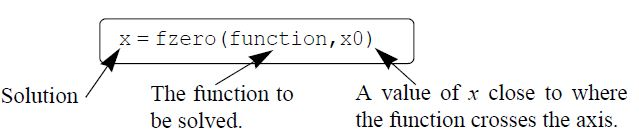 x = fzero(function,x0)
Solution
The function to
be solved.
A value of x close to where
the function crosses the axis.